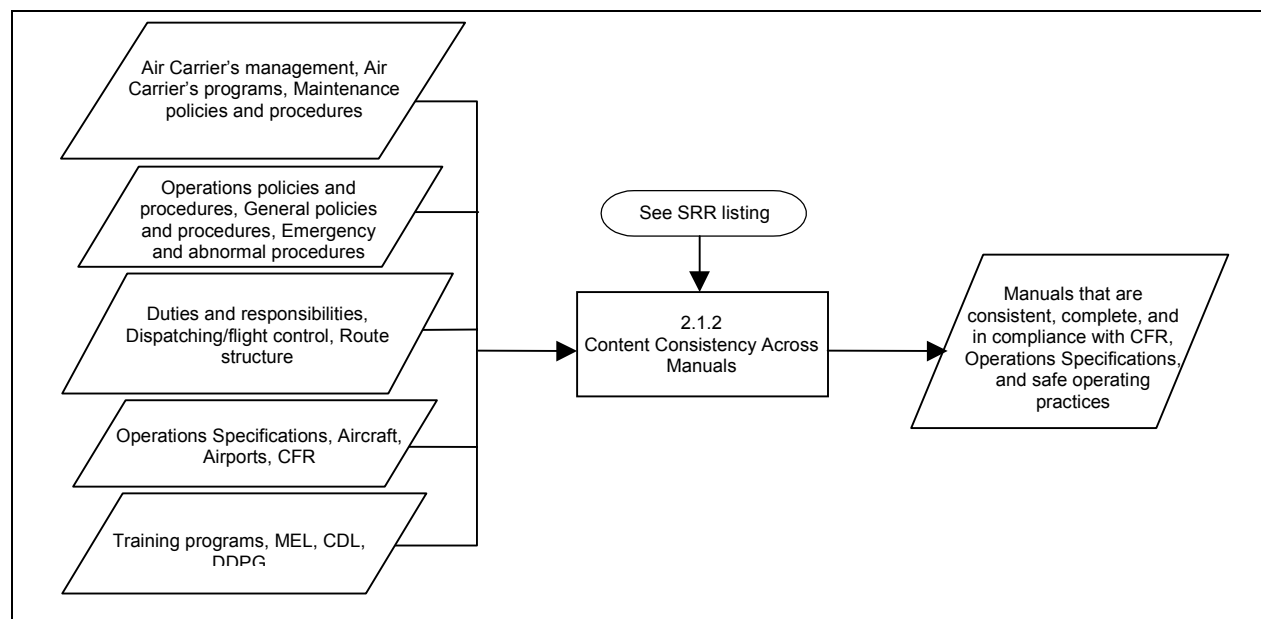 Air Carrier’s management, Air
Carrier’s programs, Maintenance
policies and procedures
Operations policies and
procedures, General policies
and procedures, Emergency
and abnormal procedures
Duties and responsibilities,
Dispatching/flight control, Route
structure
Operations Specifications, Aircraft,
Airports, CFR
Training programs, MEL, CDL,
DDPG
See SRR listing
2.1.2
Content Consistency Across
Manuals
Manuals that are
consistent, complete, and
in compliance with CFR,
Operations Specifications,
and safe operating
practices